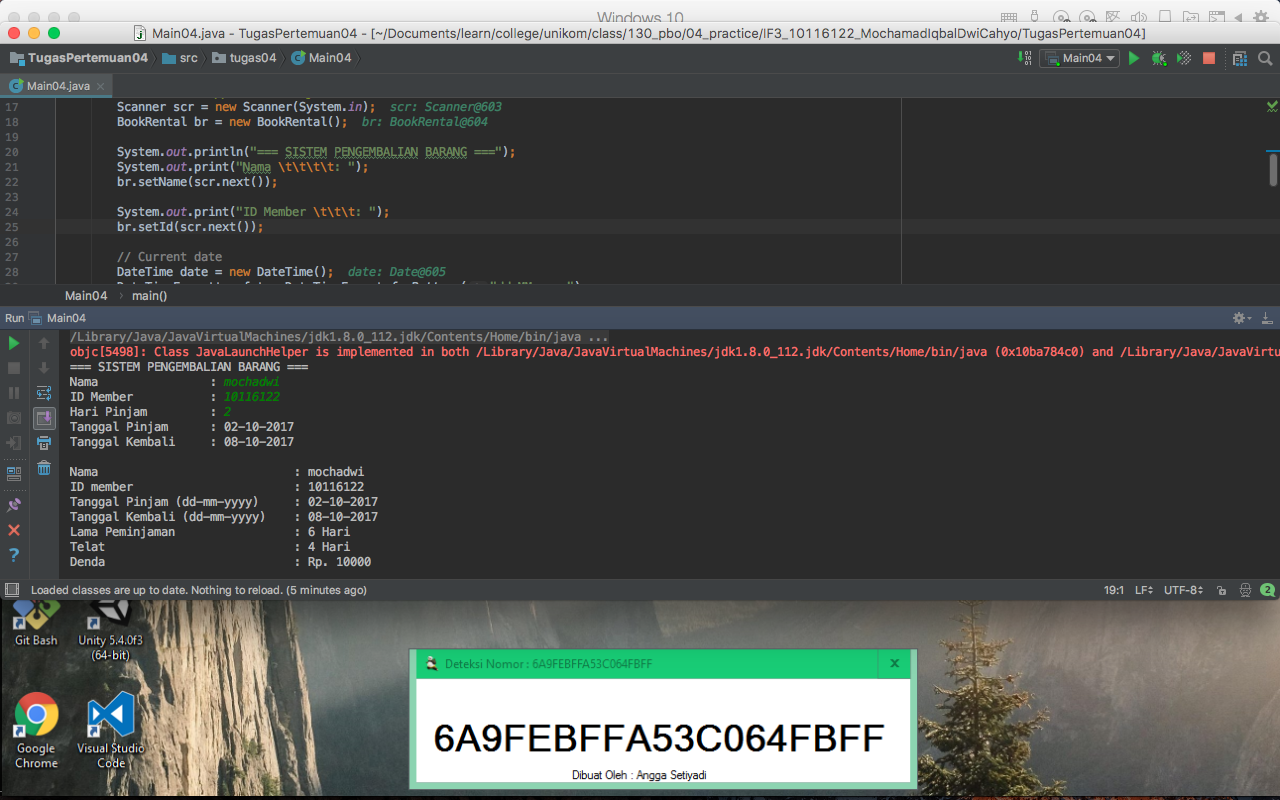 Windows 10
Main04.java - TugasPertemuan04 - [~/Documents/learn/college/unikom/class/130_pbo/04_practice/IF3_10116122_MochamadIqbalDwiCahyo/TugasPertemuan04]
TugasPertemuan04 src tugas04 Main04 Main04
Main04.java
17 Scanner scr = new Scanner(System.in); scr: Scanner@603
18 BookRental br = new BookRental(); br: BookRental@604
19
20 System.out.println("=== SISTEM PENGEMBALIAN BARANG ===");
21 System.out.print("Nama \t\t\t\t: ");
22 br.setName(scr.next());
23
24 System.out.print("ID Member \t\t\t: ");
25 br.setId(scr.next());
26
27 // Current date
28 DateTime date = new DateTime(); date: Date@605
Main04 main()
Run Main04
/Library/Java/JavaVirtualMachines/jdk1.8.0_112.jdk/Contents/Home/bin/java ...
objc[5498]: Class JavaLaunchHelper is implemented in both /Library/Java/JavaVirtualMachines/jdk1.8.0_112.jdk/Contents/Home/bin/java (0x10ba784c0) and /Library/Java/JavaVirtu
=== SISTEM PENGEMBALIAN BARANG ===
Nama : mochadwi
ID Member : 10116122
Hari Pinjam : 2
Tanggal Pinjam : 02-10-2017
Tanggal Kembali : 08-10-2017
Nama : mochadwi
ID member : 10116122
Tanggal Pinjam (dd-mm-yyyy) : 02-10-2017
Tanggal Kembali (dd-mm-yyyy) : 08-10-2017
Lama Peminjaman : 6 Hari
Telat : 4 Hari
Denda : Rp. 10000
Loaded classes are up to date. Nothing to reload. (5 minutes ago) 19:1 LF UTF-8 2
Git Bash
Unity 5.4.0f3
(64-bit)
Google
Chrome
Visual Studio
Code
Deteksi Nomor : 6A9FEBFFA53C064FBFF
6A9FEBFFA53C064FBFF
Dibuat Oleh : Angga Setiyadi